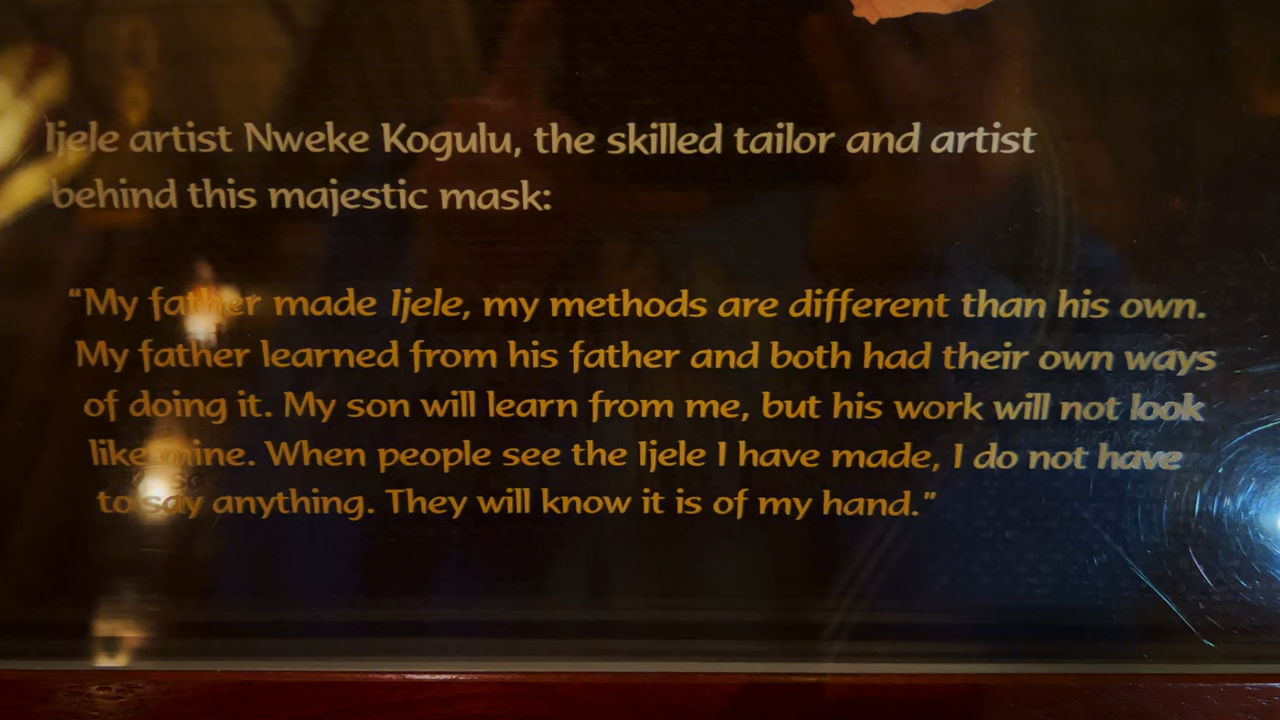 Ijele artist Nweke Kogulu, the skilled tailor and artist
behind this majestic mask:
“My father made Ijele, my methods are different than his own.
My father learned from his father and both had their own ways
of doing it. My son will learn from me, but his work will not look
like mine. When people see the Ijele I have made, I do not have
to say anything. They will know it is of my hand.”